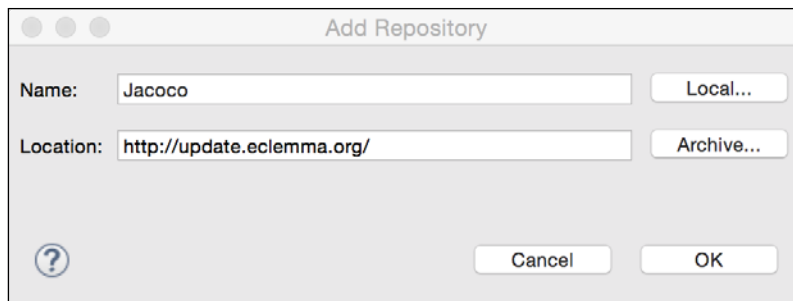 Add Repository
Name: Jacoco Local...
Location: http://update.eclemma.org/ Archive...
? Cancel OK